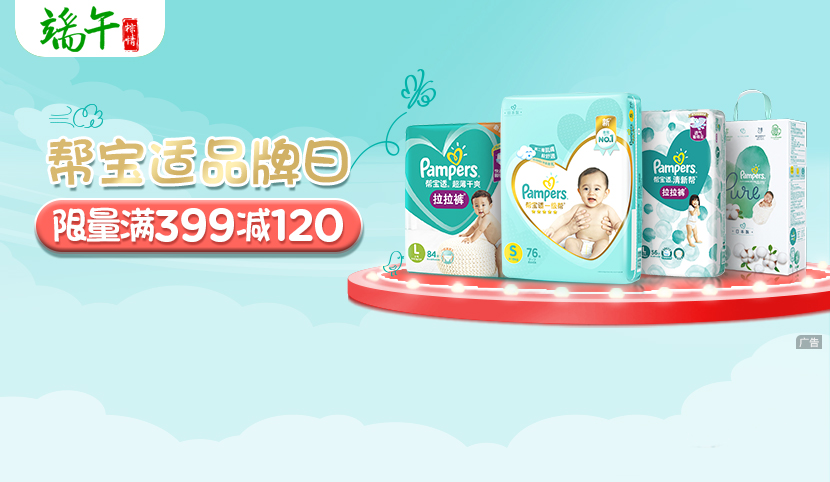 端午
粽情
帮宝适品牌日
限量满399减120
Pampers
帮宝适 超薄干爽
拉拉裤
L
84
NO.1
Pampers
帮宝适 一级帮
S
76
Pampers
帮宝适 清新帮
拉拉裤
L
Pampers
Pure
广告